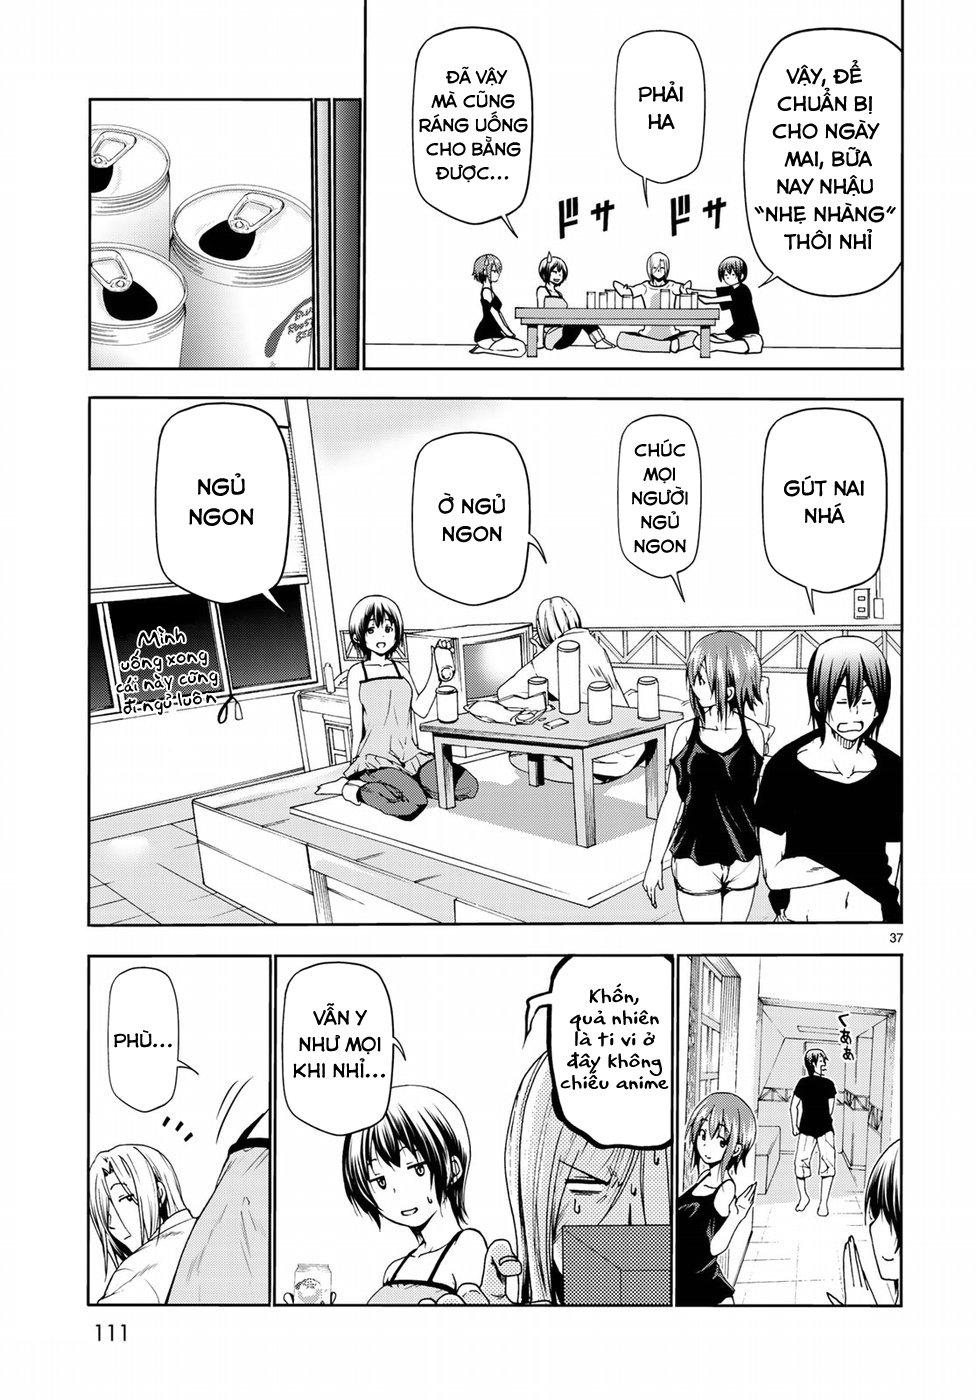 VẬY, ĐỂ
CHUẨN BỊ
CHO NGÀY
MAI, BỮA
NAY NHẬU
“NHẸ NHÀNG”
THÔI NHỈ
PHẢI
HA
ĐÃ VẬY
MÀ CŨNG
RÁNG UỐNG
CHO BẰNG
ĐƯỢC...
ドサ
ドサ
GÚT NAI
NHÁ
CHÚC
MỌI
NGƯỜI
NGỦ
NGON
Ờ NGỦ
NGON
NGỦ
NGON
Mình
uống xong
cái này cũng
đi ngủ luôn
37
くぁぁ
Khốn,
quả nhiên
là ti vi ở
đây không
chiếu anime
VẪN Y
NHƯ MỌI
KHI NHỈ...
PHÙ...
111